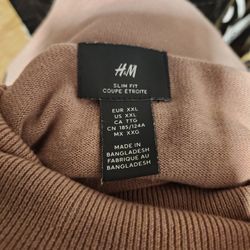 H&M
SLIM FIT
COUPE ÉTROITE
EUR XXL
US XXL
CA TTG
CN 185/124A
MX XXG
MADE IN
BANGLADESH
FABRIQUÉ AU
BANGLADESH